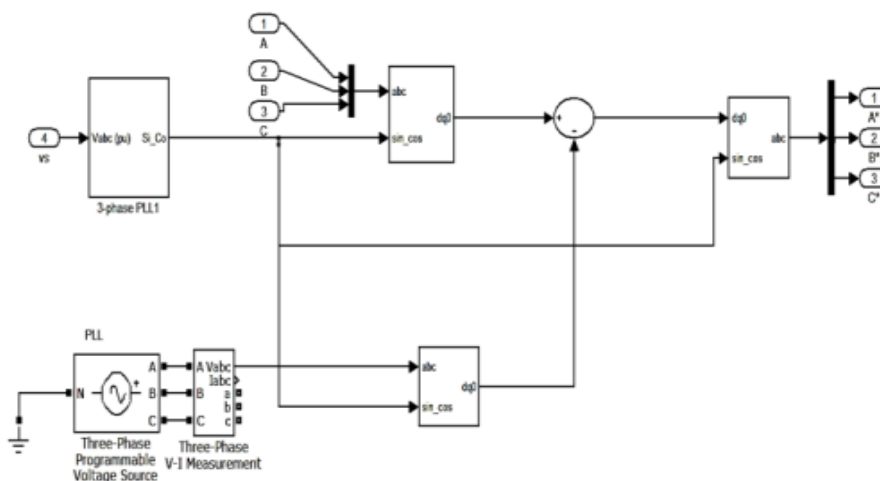 1
A
2
B
3
C
abc
dq0
sin_cos
4
vs
Vabc (pu)
Si_Co
3-phase PLL1
+
-
dq0
abc
sin_cos
1
A*
2
B*
3
C*
PLL
N
+
A
B
C
Three-Phase
Programmable
Voltage Source
A
Vabc
Iabc
B
a
b
C
c
Three-Phase
V-I Measurement
abc
dq0
sin_cos